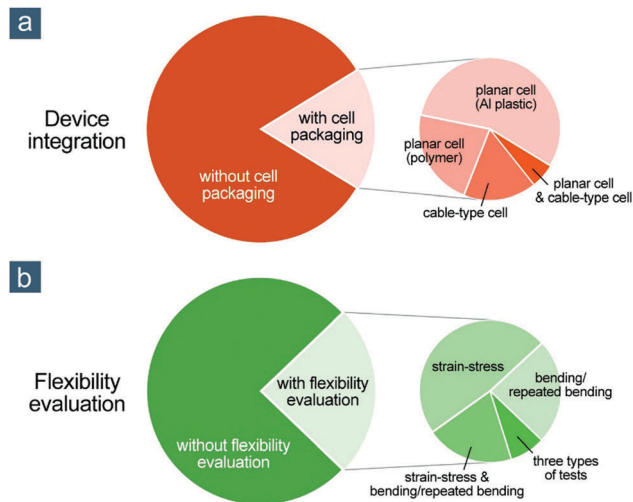 a
Device
integration
without cell
packaging
with cell
packaging
planar cell
(Al plastic)
planar cell
(polymer)
cable-type cell
planar cell
& cable-type cell
b
Flexibility
evaluation
without flexibility
evaluation
with flexibility
evaluation
strain-stress
bending/
repeated bending
strain-stress &
bending/repeated bending
three types
of tests